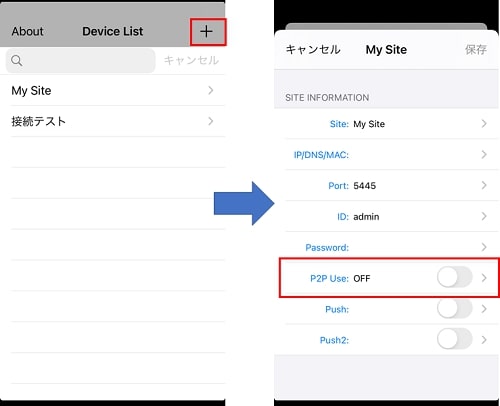 About Device List +
キャンセル
My Site
接続テスト
キャンセル My Site 保存
SITE INFORMATION
Site: My Site
IP/DNS/MAC:
Port: 5445
ID: admin
Password:
P2P Use: OFF
Push:
Push2: